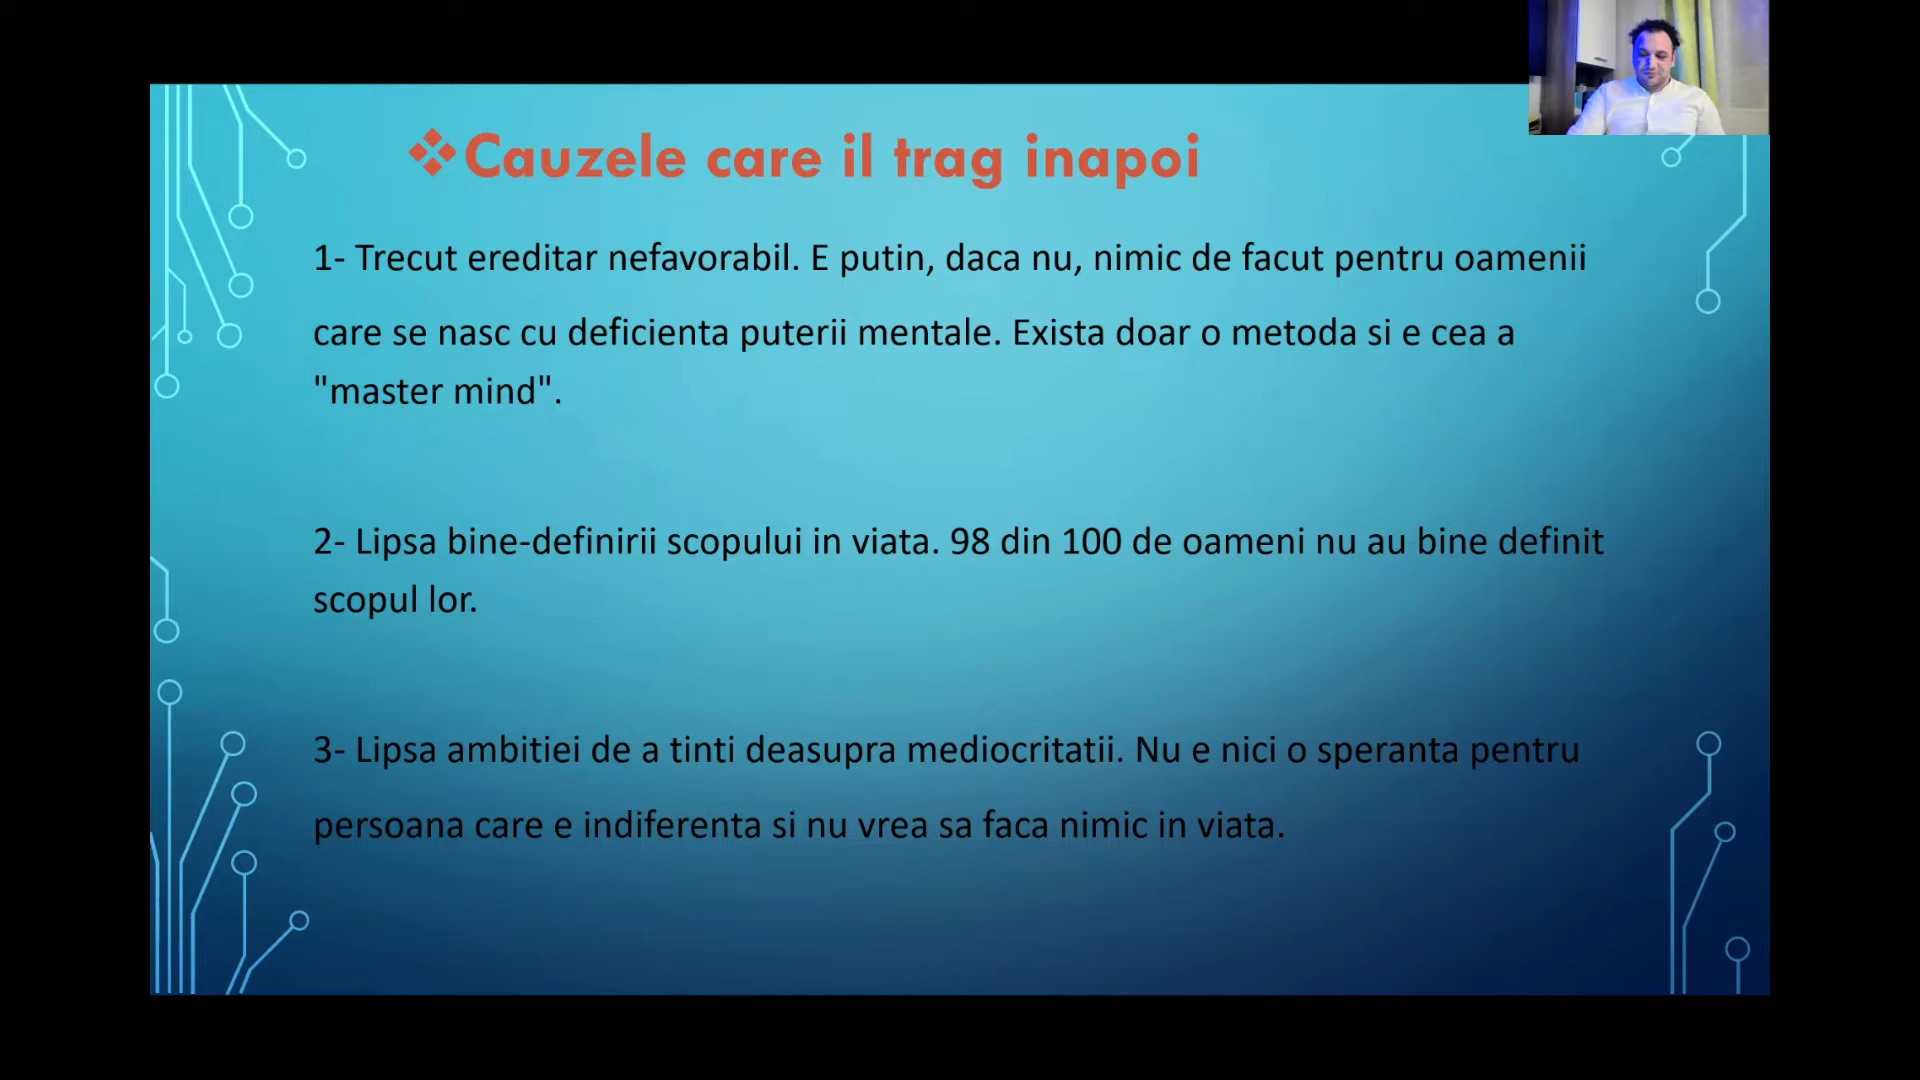 ❖Cauzele care il trag inapoi
1- Trecut ereditar nefavorabil. E putin, daca nu, nimic de facut pentru oamenii
care se nasc cu deficienta puterii mentale. Exista doar o metoda si e cea a
"master mind".
2- Lipsa bine-definirii scopului in viata. 98 din 100 de oameni nu au bine definit
scopul lor.
3- Lipsa ambitiei de a tinti deasupra mediocritatii. Nu e nici o speranta pentru
persoana care e indiferenta si nu vrea sa faca nimic in viata.